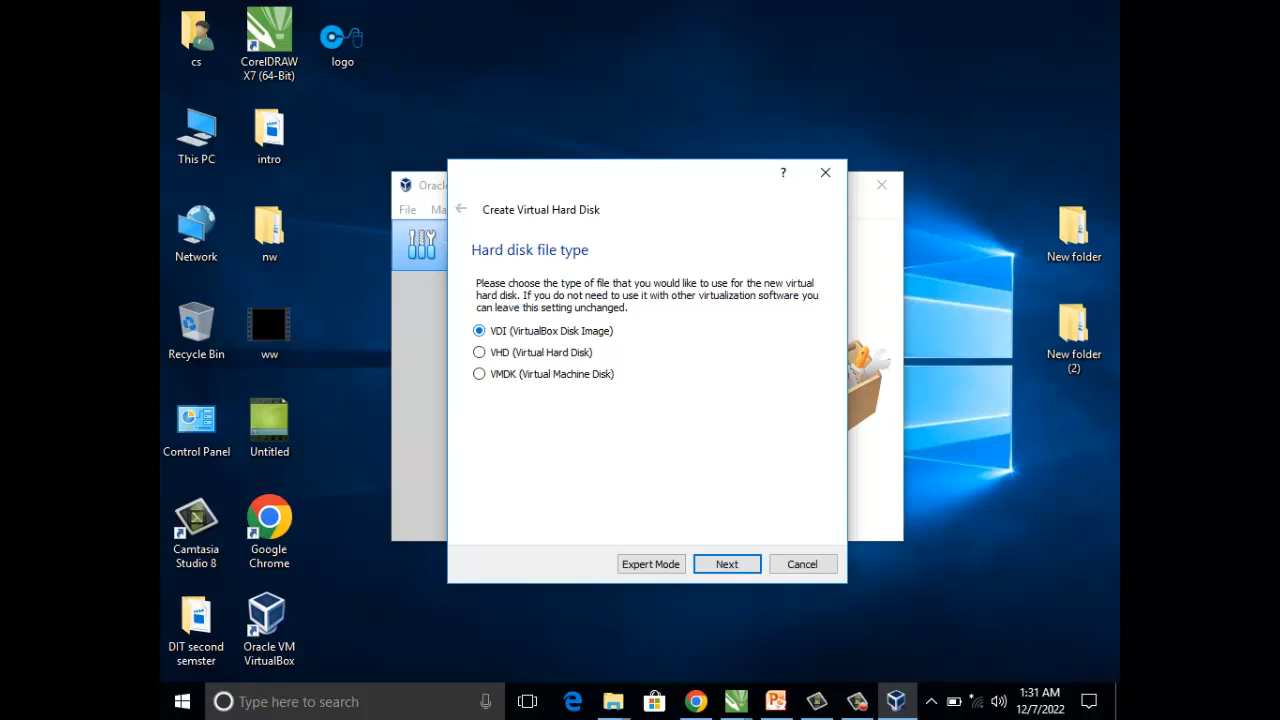 cs
CorelDRAW
X7 (64-Bit)
logo
This PC
intro
Network
nw
Recycle Bin
ww
Control Panel
Untitled
Camtasia
Studio 8
Google
Chrome
DIT second
semster
Oracle VM
VirtualBox
New folder
New folder
(2)
Oracle
File Ma
?
Create Virtual Hard Disk
Hard disk file type
Please choose the type of file that you would like to use for the new virtual
hard disk. If you do not need to use it with other virtualization software you
can leave this setting unchanged.
VDI (VirtualBox Disk Image)
VHD (Virtual Hard Disk)
VMDK (Virtual Machine Disk)
Expert Mode Next Cancel
Type here to search
1:31 AM
12/7/2022